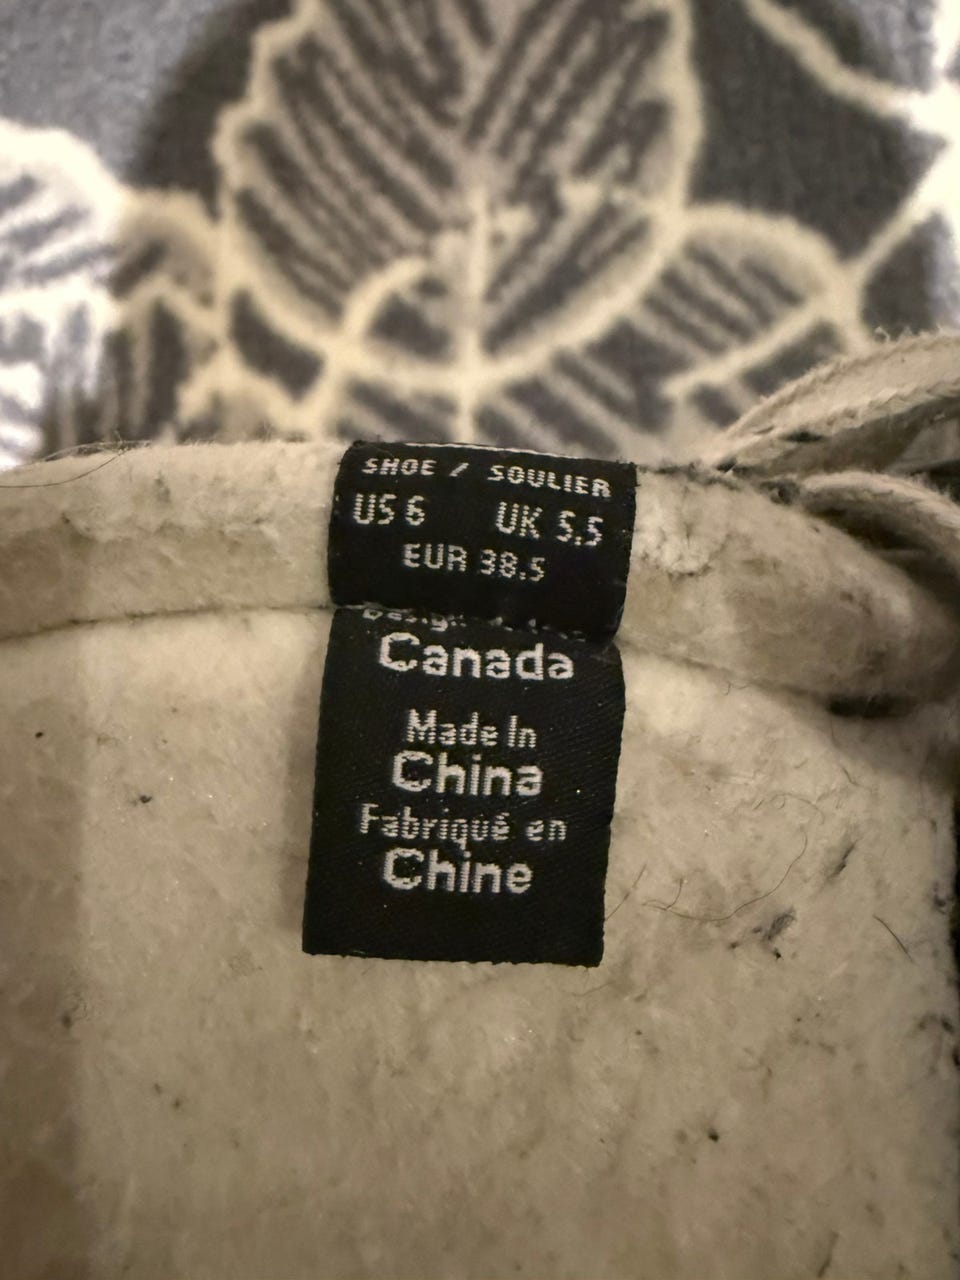 SHOE / SOULIER
US 6 UK 5.5
EUR 38.5
Canada
Made In
China
Fabriqué en
Chine